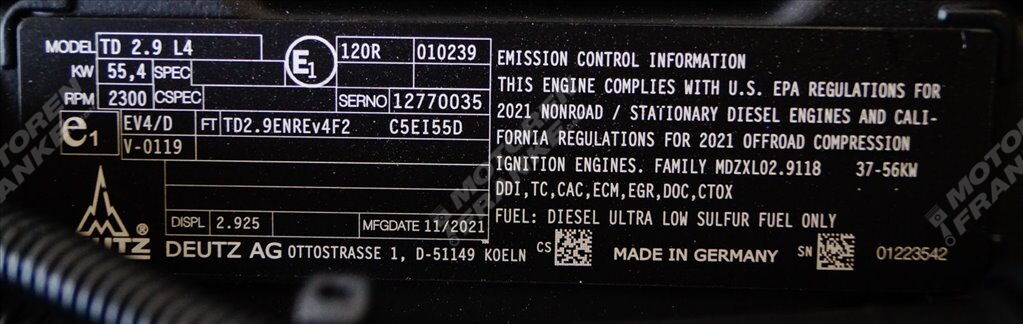 MODEL TD 2.9 L4
KW 55,4 SPEC
RPM 2300 CSPEC
E1
120R 010239
SERNO 12770035
e1 EV4/D FT TD2.9ENREv4F2 C5EI55D
V-0119
DISPL 2.925 MFGDATE 11/2021
DEUTZ
DEUTZ AG OTTOSTRASSE 1, D-51149 KOELN
EMISSION CONTROL INFORMATION
THIS ENGINE COMPLIES WITH U.S. EPA REGULATIONS FOR
2021 NONROAD / STATIONARY DIESEL ENGINES AND CALI-
FORNIA REGULATIONS FOR 2021 OFFROAD COMPRESSION
IGNITION ENGINES. FAMILY MDZXL02.9118 37-56KW
DDI,TC,CAC,ECM,EGR,DOC,CTOX
FUEL: DIESEL ULTRA LOW SULFUR FUEL ONLY
CS MADE IN GERMANY SN 01223542
MOTOREN
FRANKEN